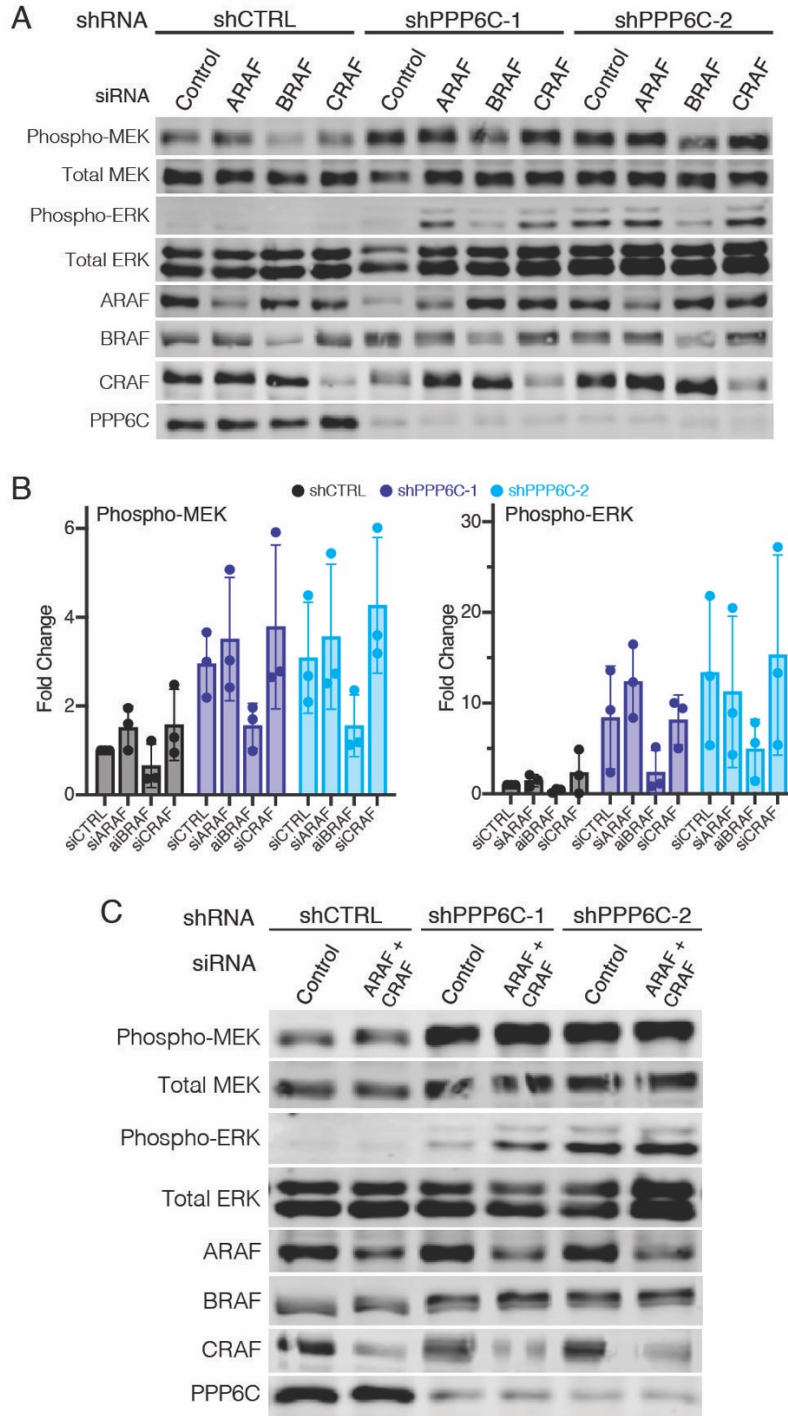 A
shRNA shCTRL shPPP6C-1 shPPP6C-2
siRNA Control ARAF BRAF CRAF Control ARAF BRAF CRAF Control ARAF BRAF CRAF
Phospho-MEK
Total MEK
Phospho-ERK
Total ERK
ARAF
BRAF
CRAF
PPP6C
B
shCTRL shPPP6C-1 shPPP6C-2
Phospho-MEK
Fold Change
6
4
2
0
siCTRL siARAF aiBRAF siCRAF siCTRL siARAF aiBRAF siCRAF siCTRL siARAF aiBRAF siCRAF
Phospho-ERK
Fold Change
30
20
10
0
siCTRL siARAF aiBRAF siCRAF siCTRL siARAF aiBRAF siCRAF siCTRL siARAF aiBRAF siCRAF
C
shRNA shCTRL shPPP6C-1 shPPP6C-2
siRNA Control ARAF + CRAF Control ARAF + CRAF Control ARAF + CRAF
Phospho-MEK
Total MEK
Phospho-ERK
Total ERK
ARAF
BRAF
CRAF
PPP6C